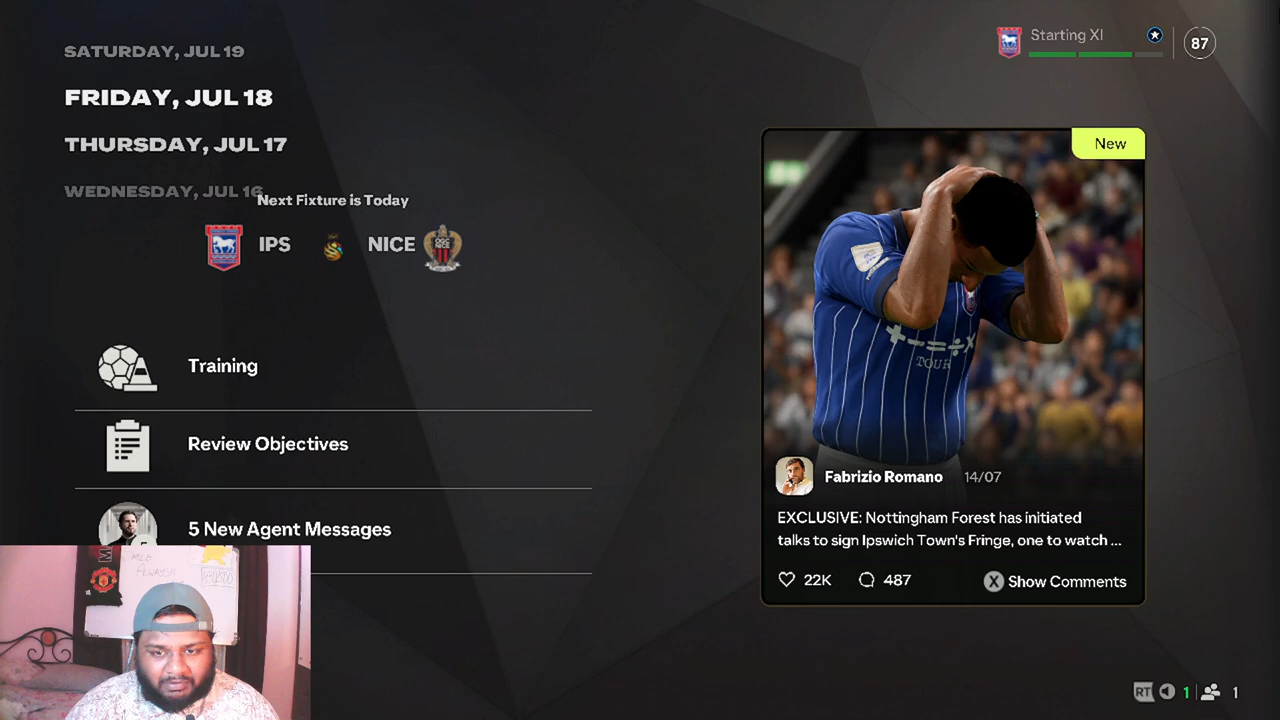 SATURDAY, JUL 19
FRIDAY, JUL 18
THURSDAY, JUL 17
WEDNESDAY, JUL 16
Next Fixture is Today
IPS
NICE
Training
Review Objectives
5 New Agent Messages
Starting XI
87
New
TOUR
Fabrizio Romano 14/07
EXCLUSIVE: Nottingham Forest has initiated
talks to sign Ipswich Town's Fringe, one to watch ...
22K 487 X Show Comments
RT 1 1